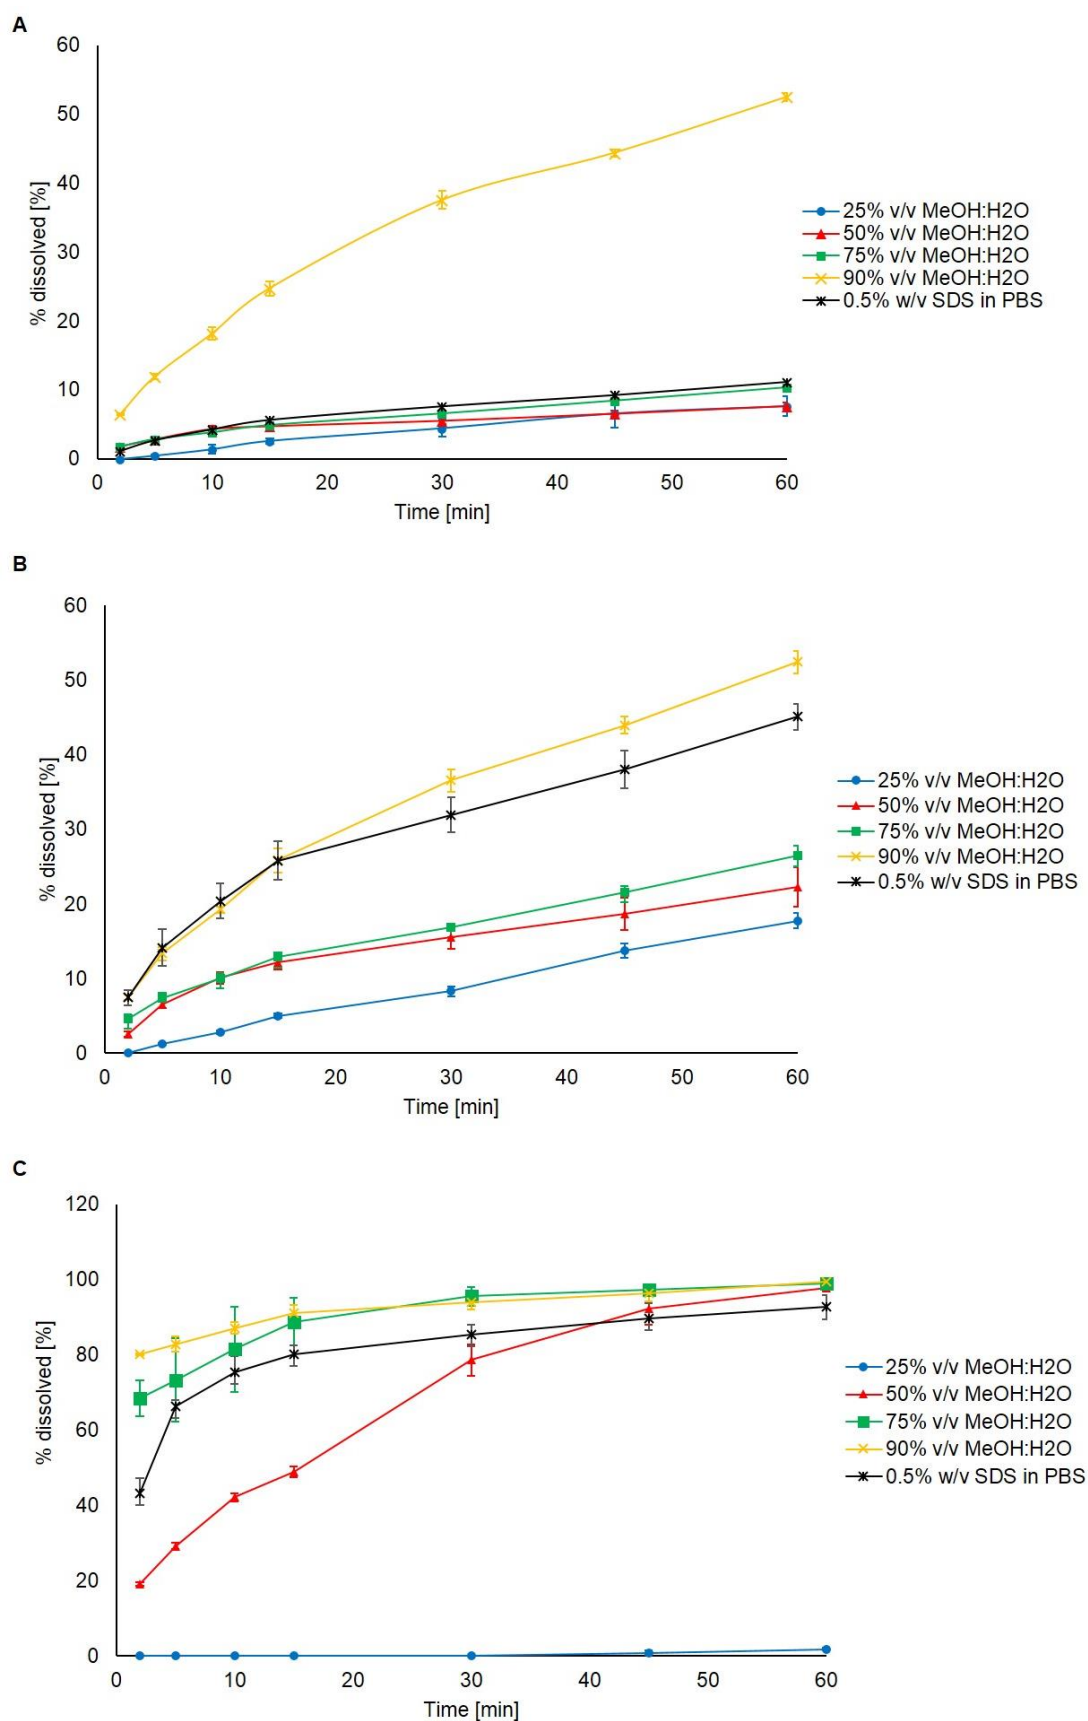 A
60
50
40
30
20
10
0
% dissolved [%]
0 10 20 30 40 50 60
Time [min]
25% v/v MeOH:H2O
50% v/v MeOH:H2O
75% v/v MeOH:H2O
90% v/v MeOH:H2O
0.5% w/v SDS in PBS
B
60
50
40
30
20
10
0
% dissolved [%]
0 10 20 30 40 50 60
Time [min]
25% v/v MeOH:H2O
50% v/v MeOH:H2O
75% v/v MeOH:H2O
90% v/v MeOH:H2O
0.5% w/v SDS in PBS
C
120
100
80
60
40
20
0
% dissolved [%]
0 10 20 30 40 50 60
Time [min]
25% v/v MeOH:H2O
50% v/v MeOH:H2O
75% v/v MeOH:H2O
90% v/v MeOH:H2O
0.5% w/v SDS in PBS